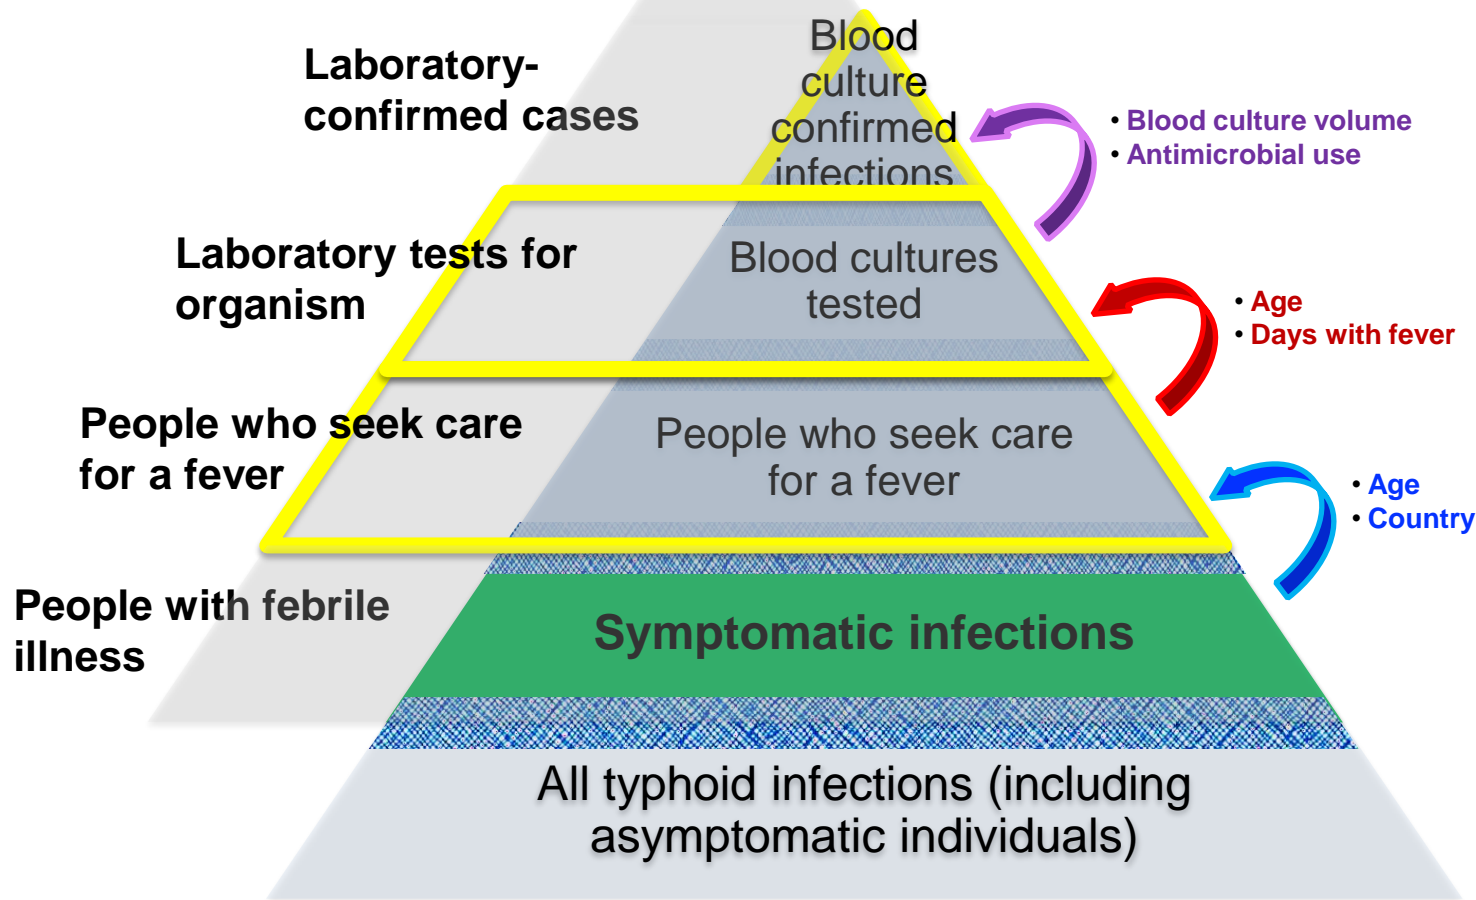 Laboratory-
confirmed cases
Blood
culture
confirmed
infections
• Blood culture volume
• Antimicrobial use
Laboratory tests for
organism
Blood cultures
tested
• Age
• Days with fever
People who seek care
for a fever
People who seek care
for a fever
• Age
• Country
People with febrile
illness
Symptomatic infections
All typhoid infections (including
asymptomatic individuals)